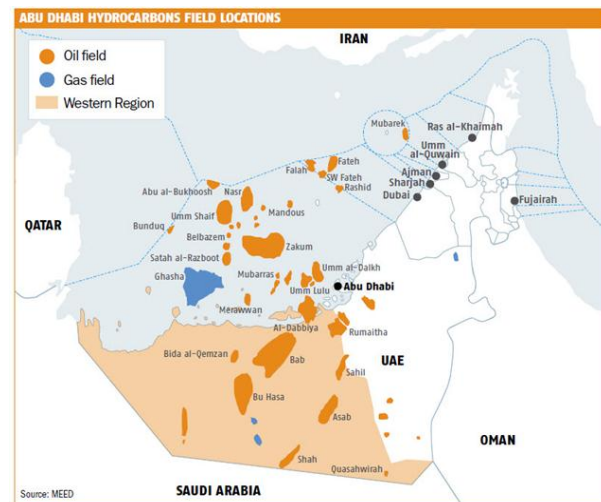 ABU DHABI HYDROCARBONS FIELD LOCATIONS
Oil field
Gas field
Western Region
IRAN
Mubarek
Ras al-Khaimah
Umm
al-Quwain
Ajman
Sharjah
Dubai
Fujairah
Fateh
Falah
SW Fateh
Rashid
Abu al-Bukhoosh
Nasr
QATAR
Umm Shaif
Mandous
Bunduq
Belbazem
Zakum
Satah al-Razboot
Ghasha
Mubarras
Umm al-Dalkh
Umm Lulu
Abu Dhabi
Merawwan
Al-Dabbiya
Rumaitha
Bida al-Qemzan
Bab
UAE
Sahil
Bu Hasa
Asab
OMAN
Shah
Quasahwirah
SAUDI ARABIA
Source: MEED